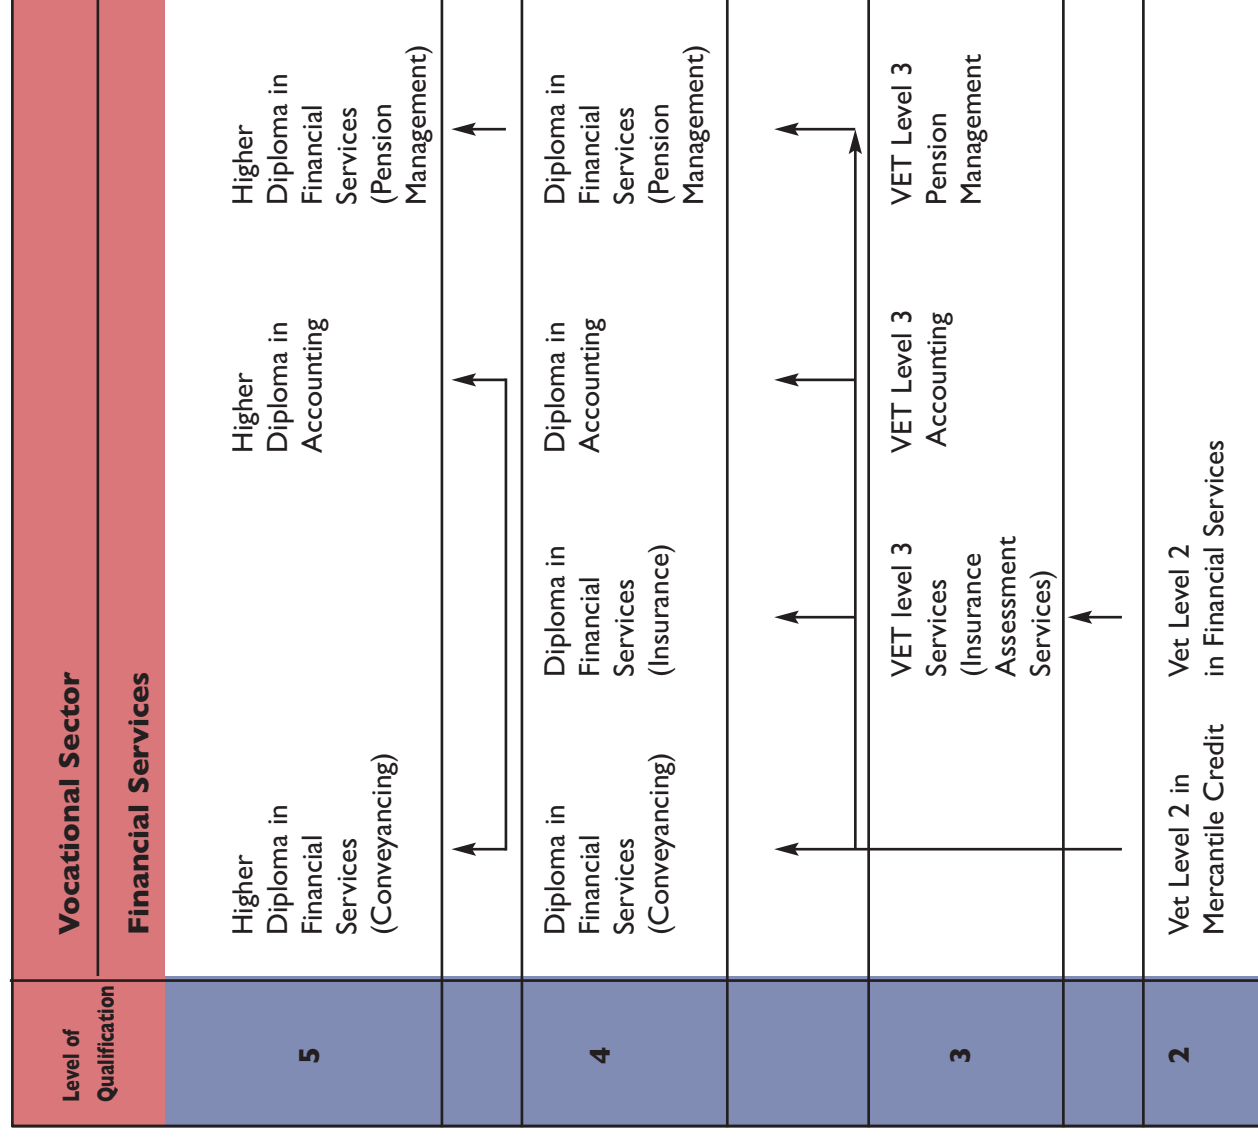 Level of
Qualification
Vocational Sector
Financial Services
5
Higher
Diploma in
Financial
Services
(Conveyancing)
Higher
Diploma in
Accounting
Higher
Diploma in
Financial
Services
(Pension
Management)
4
Diploma in
Financial
Services
(Conveyancing)
Diploma in
Financial
Services
(Insurance)
Diploma in
Accounting
Diploma in
Financial
Services
(Pension
Management)
3
VET level 3
Services
(Insurance
Assessment
Services)
VET Level 3
Accounting
VET Level 3
Pension
Management
2
Vet Level 2 in
Mercantile Credit
Vet Level 2
in Financial Services